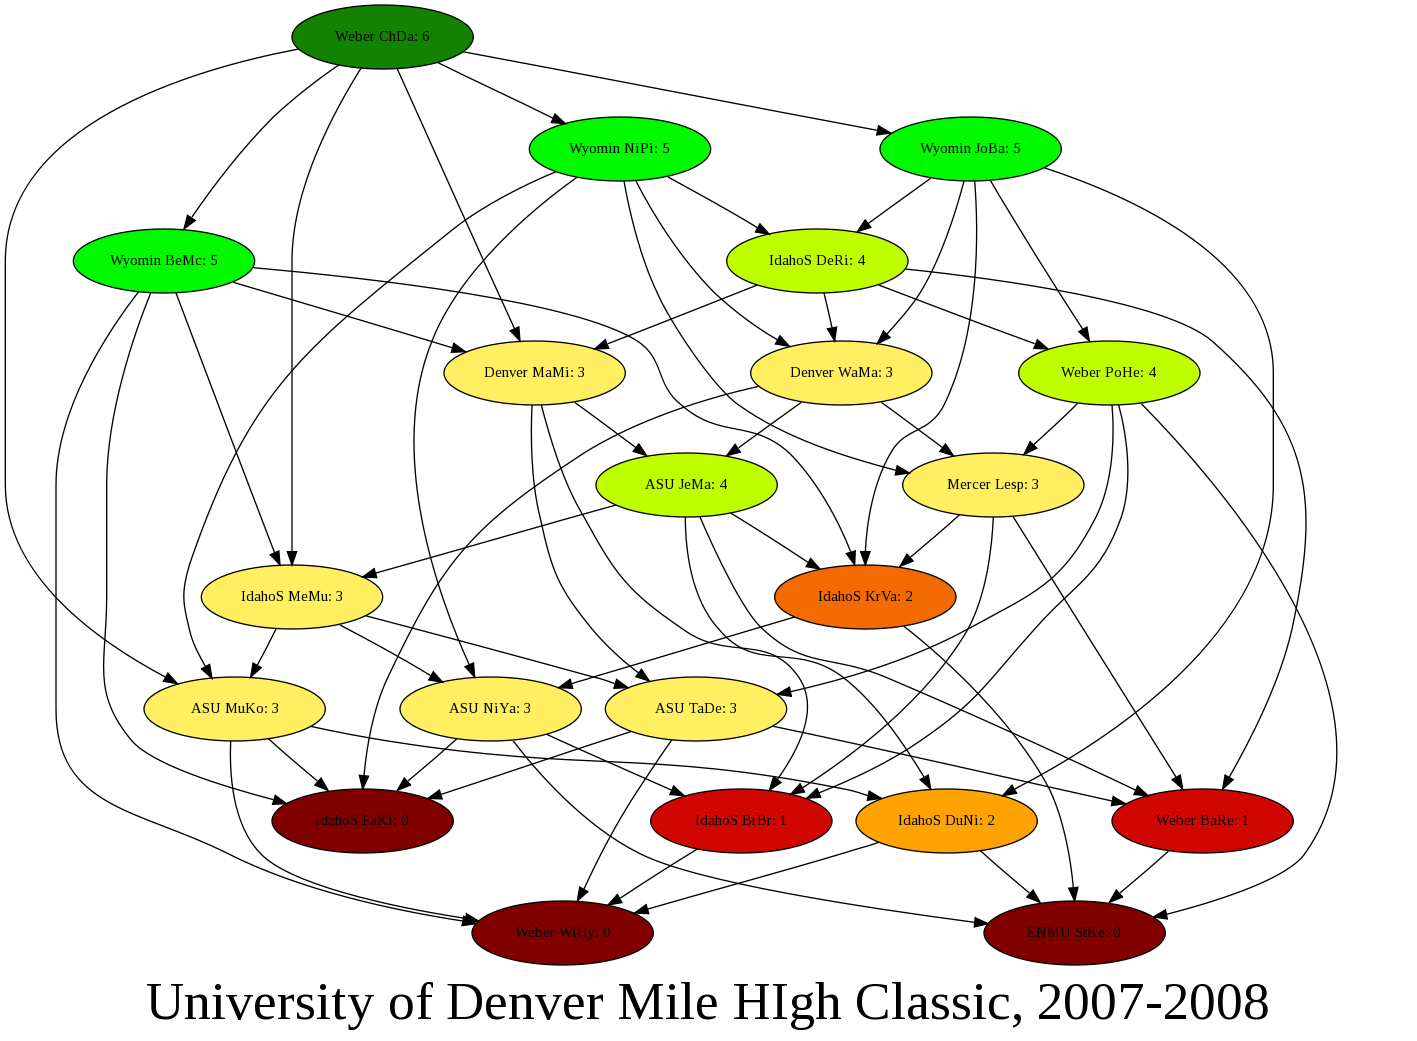 Weber ChDa: 6
Wyomin NiPi: 5
Wyomin JoBa: 5
Wyomin BeMc: 5
IdahoS DeRi: 4
Denver MaMi: 3
Denver WaMa: 3
Weber PoHe: 4
ASU JeMa: 4
Mercer Lesp: 3
IdahoS MeMu: 3
IdahoS KrVa: 2
ASU MuKo: 3
ASU NiYa: 3
ASU TaDe: 3
IdahoS FaKi: 0
IdahoS BrBr: 1
IdahoS DuNi: 2
Weber BaRe: 1
Weber WiHy: 0
ENMU StKe: 0
University of Denver Mile HIgh Classic, 2007-2008